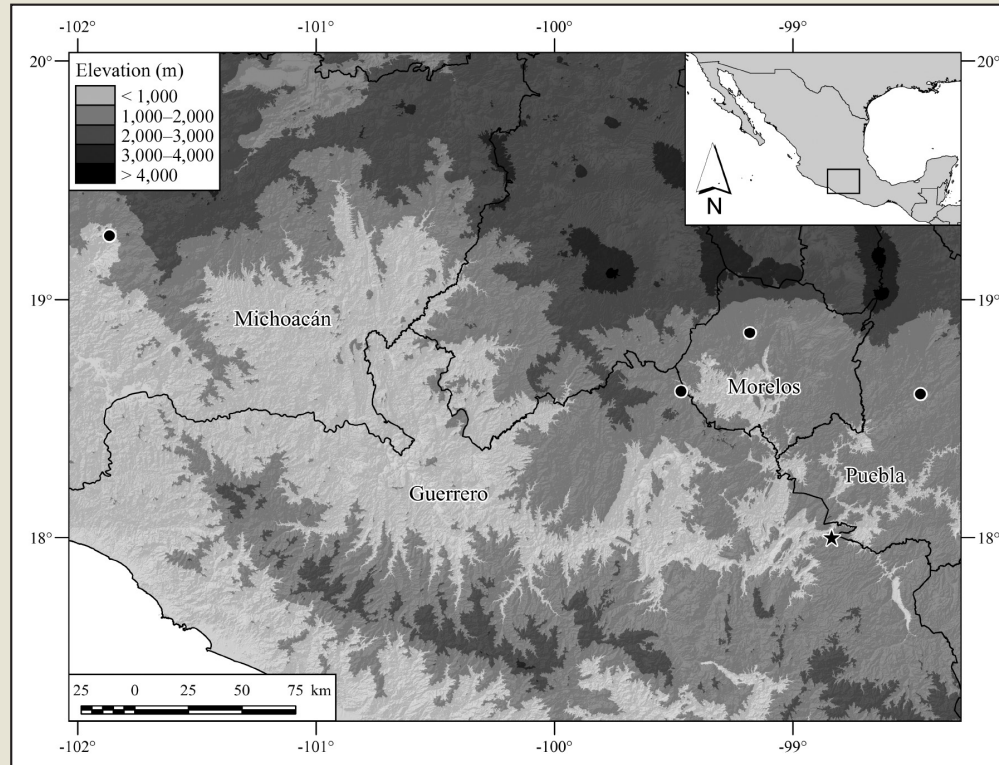 -102° -101° -100° -99°
20° 20°
Elevation (m)
< 1,000
1,000–2,000
2,000–3,000
3,000–4,000
> 4,000
N
19° 19°
Michoacán
Morelos
Puebla
Guerrero
18° 18°
25 0 25 50 75 km
-102° -101° -100° -99°